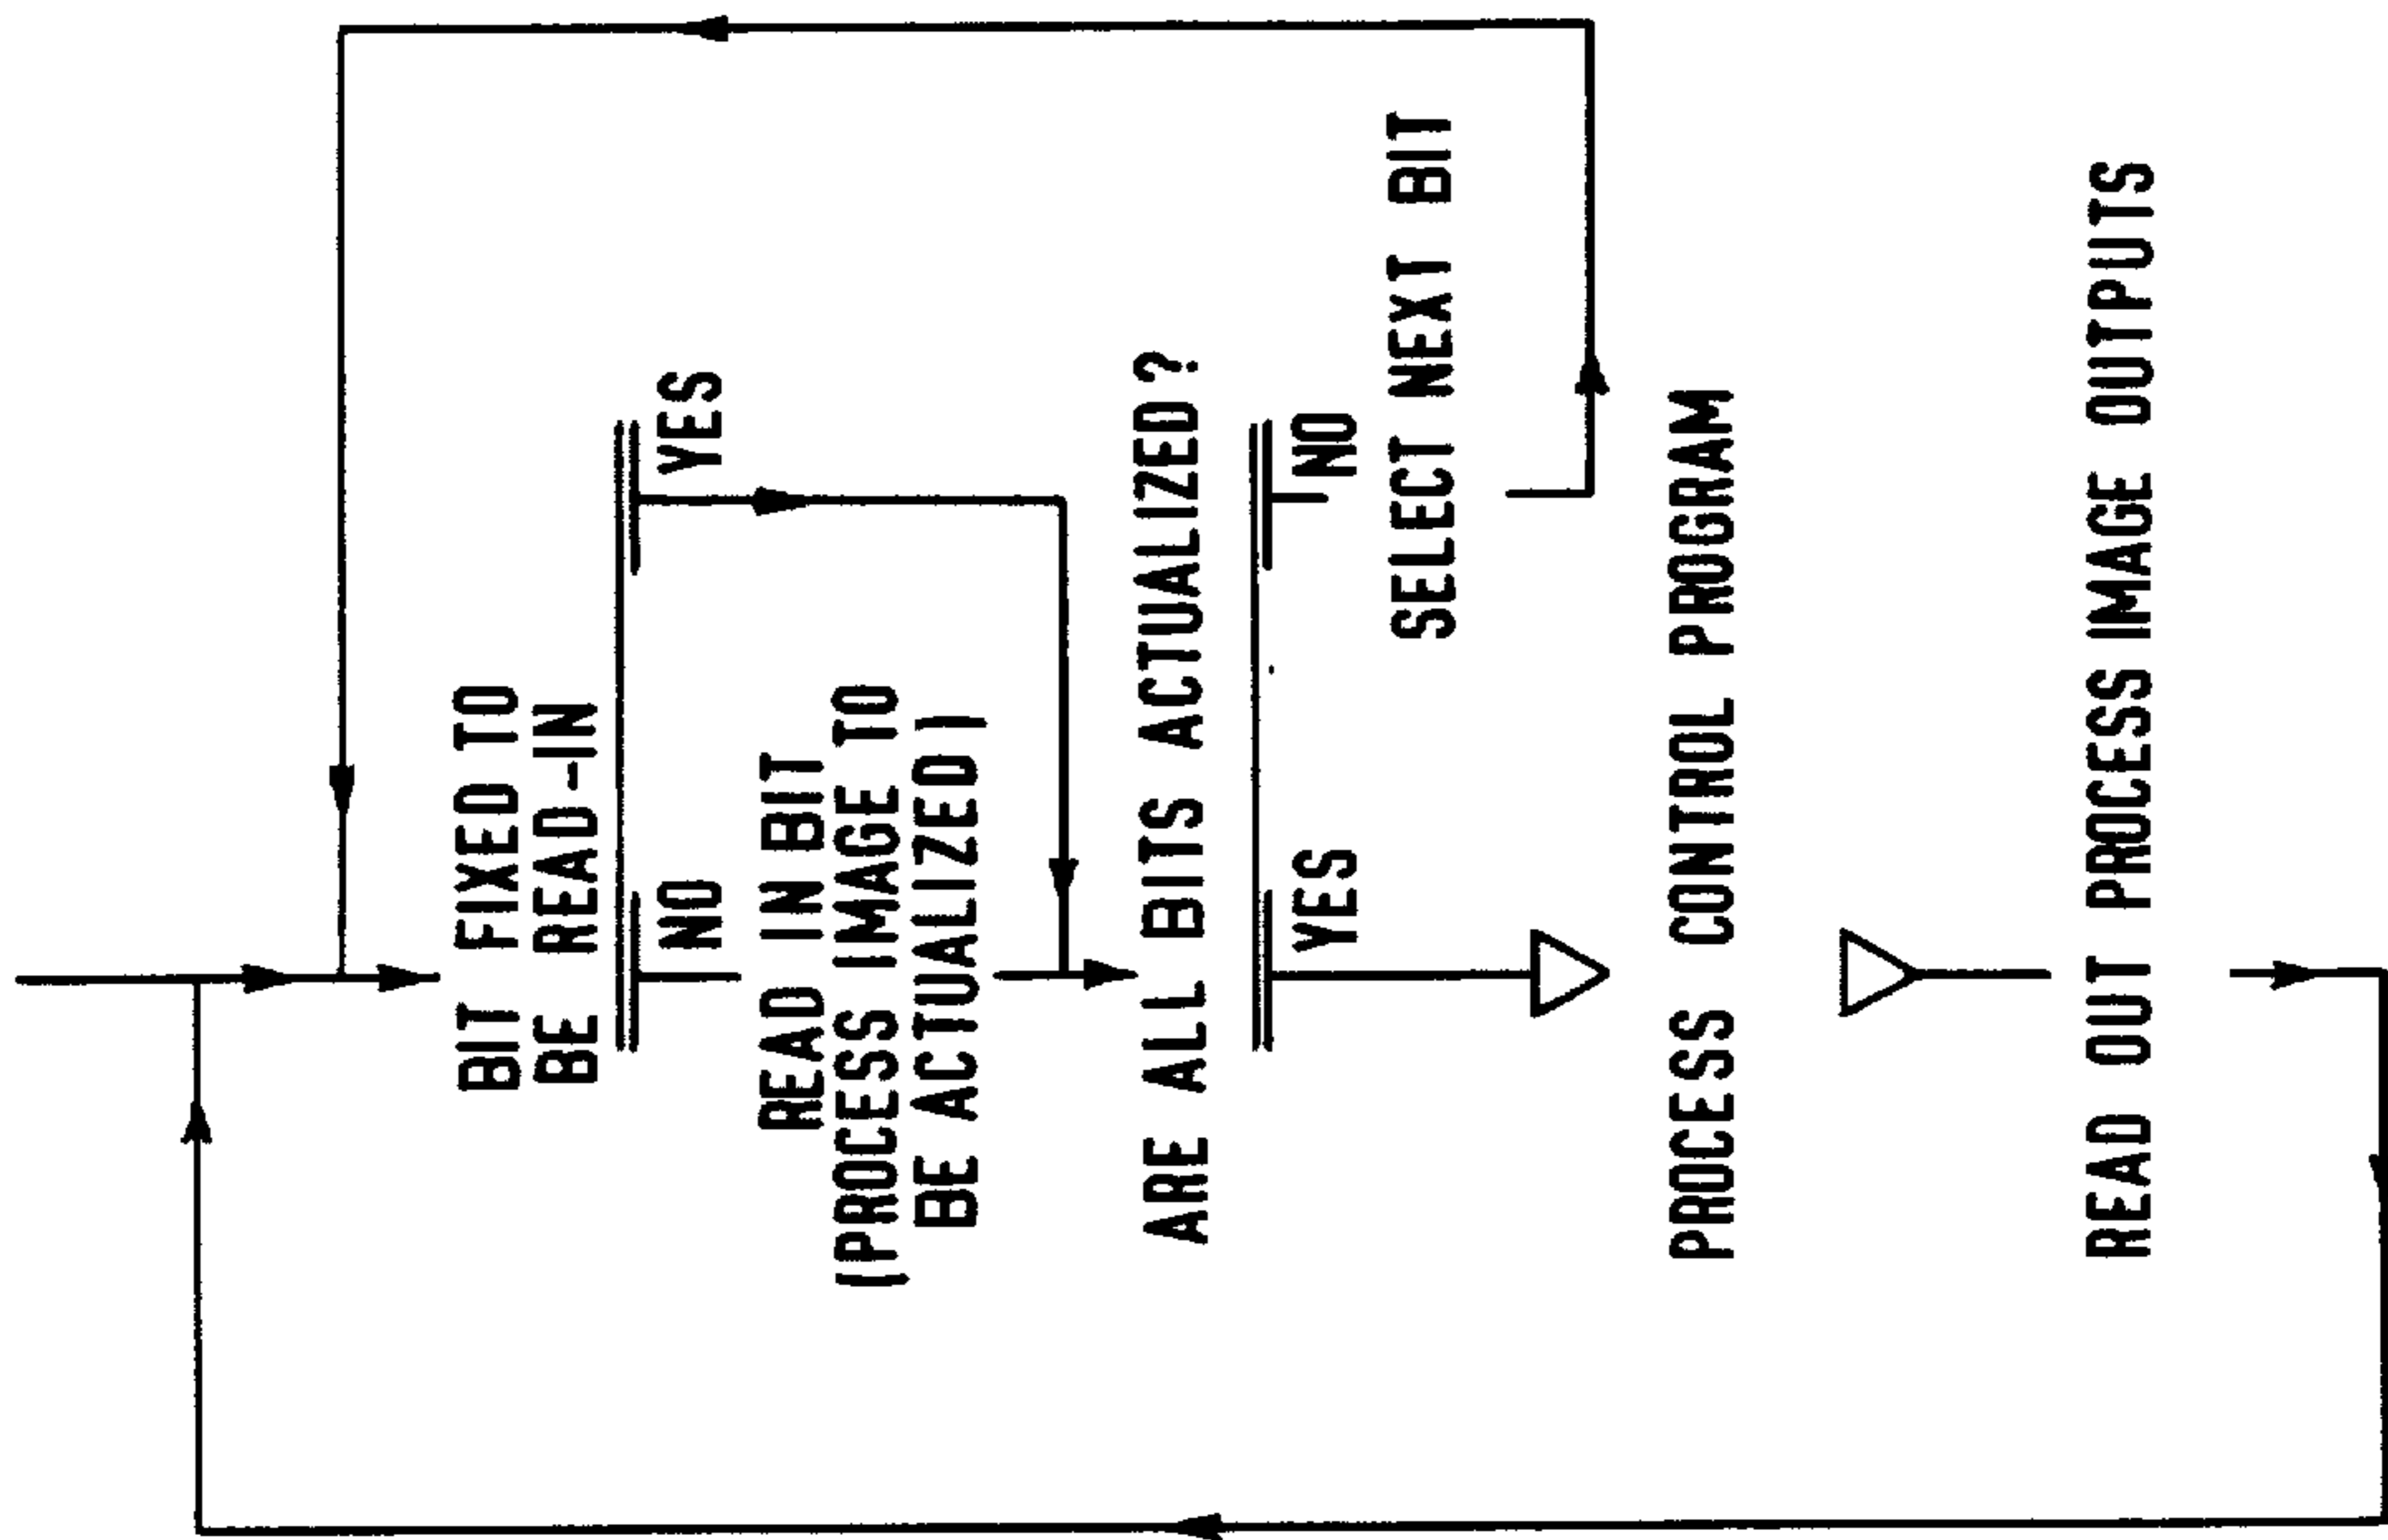 BIT FIXED TO
BE READ-IN
NO
YES
READ IN BIT
(PROCESS IMAGE TO
BE ACTUALIZED)
ARE ALL BITS ACTUALIZED?
YES
NO
SELECT NEXT BIT
PROCESS CONTROL PROGRAM
READ OUT PROCESS IMAGE OUTPUTS